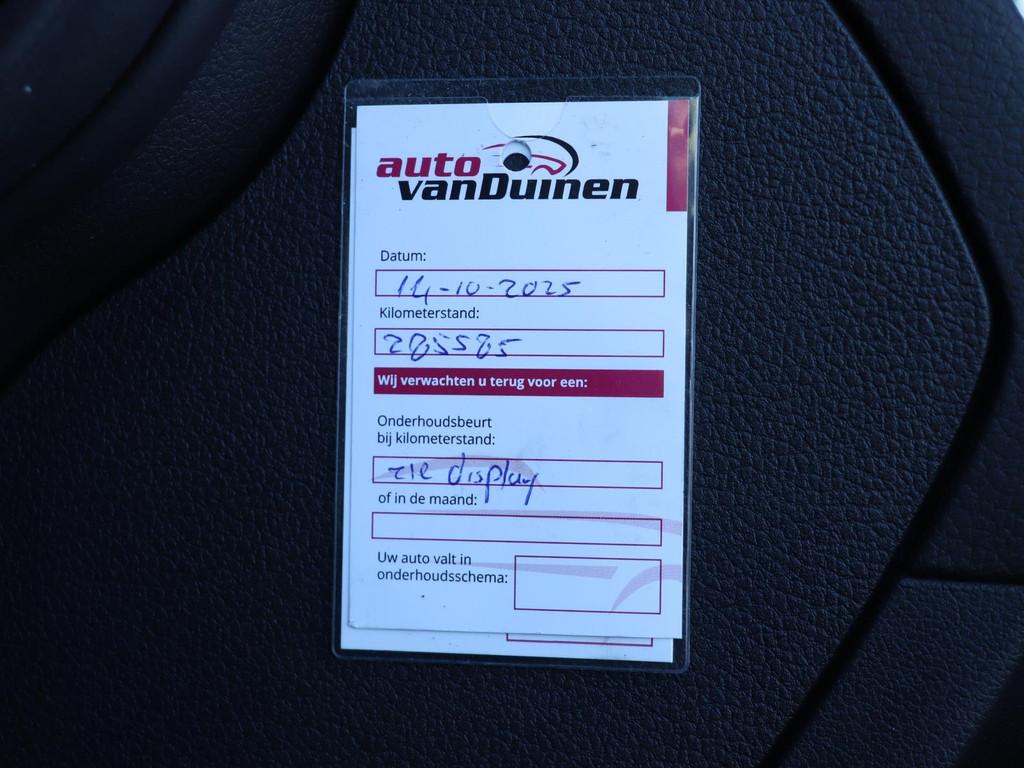 auto
vanDuinen
Datum:
14-10-2025
Kilometerstand:
285585
Wij verwachten u terug voor een:
Onderhoudsbeurt
bij kilometerstand:
zie display
of in de maand:
Uw auto valt in
onderhoudsschema: